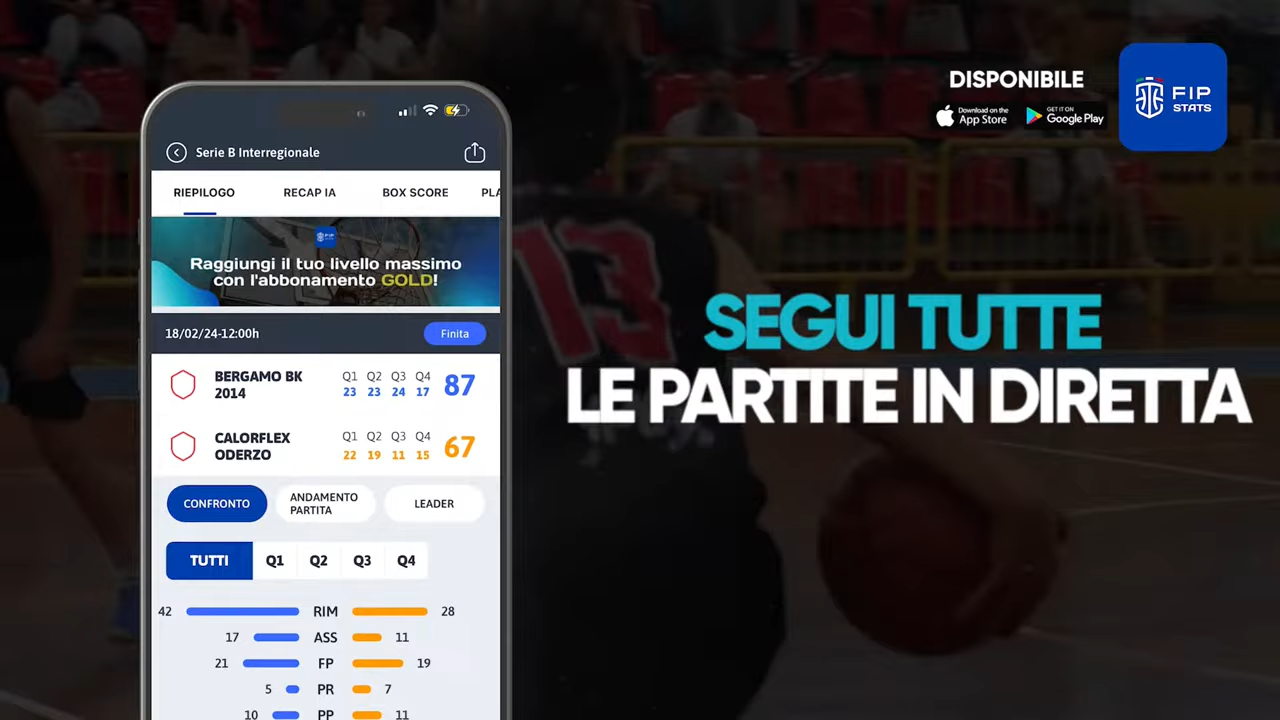 Serie B Interregionale
RIEPILOGO RECAP IA BOX SCORE PLA
FIP
Raggiungi il tuo livello massimo
con l'abbonamento GOLD!
18/02/24-12:00h Finita
BERGAMO BK
2014
Q1 Q2 Q3 Q4
23 23 24 17
87
CALORFLEX
ODERZO
Q1 Q2 Q3 Q4
22 19 11 15
67
CONFRONTO
ANDAMENTO
PARTITA
LEADER
TUTTI Q1 Q2 Q3 Q4
42 RIM 28
17 ASS 11
21 FP 19
5 PR 7
10 PP 11
DISPONIBILE
Download on the
App Store
GET IT ON
Google Play
FIP
STATS
13
SEGUI TUTTE
LE PARTITE IN DIRETTA